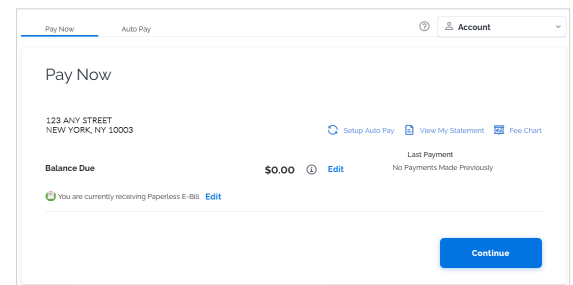 Pay Now
Auto Pay
Account
Pay Now
123 ANY STREET
NEW YORK, NY 10003
Setup Auto Pay
View My Statement
Fee Chart
Last Payment
Balance Due
$0.00
Edit
No Payments Made Previously
You are currently receiving Paperless E-Bill Edit
Continue